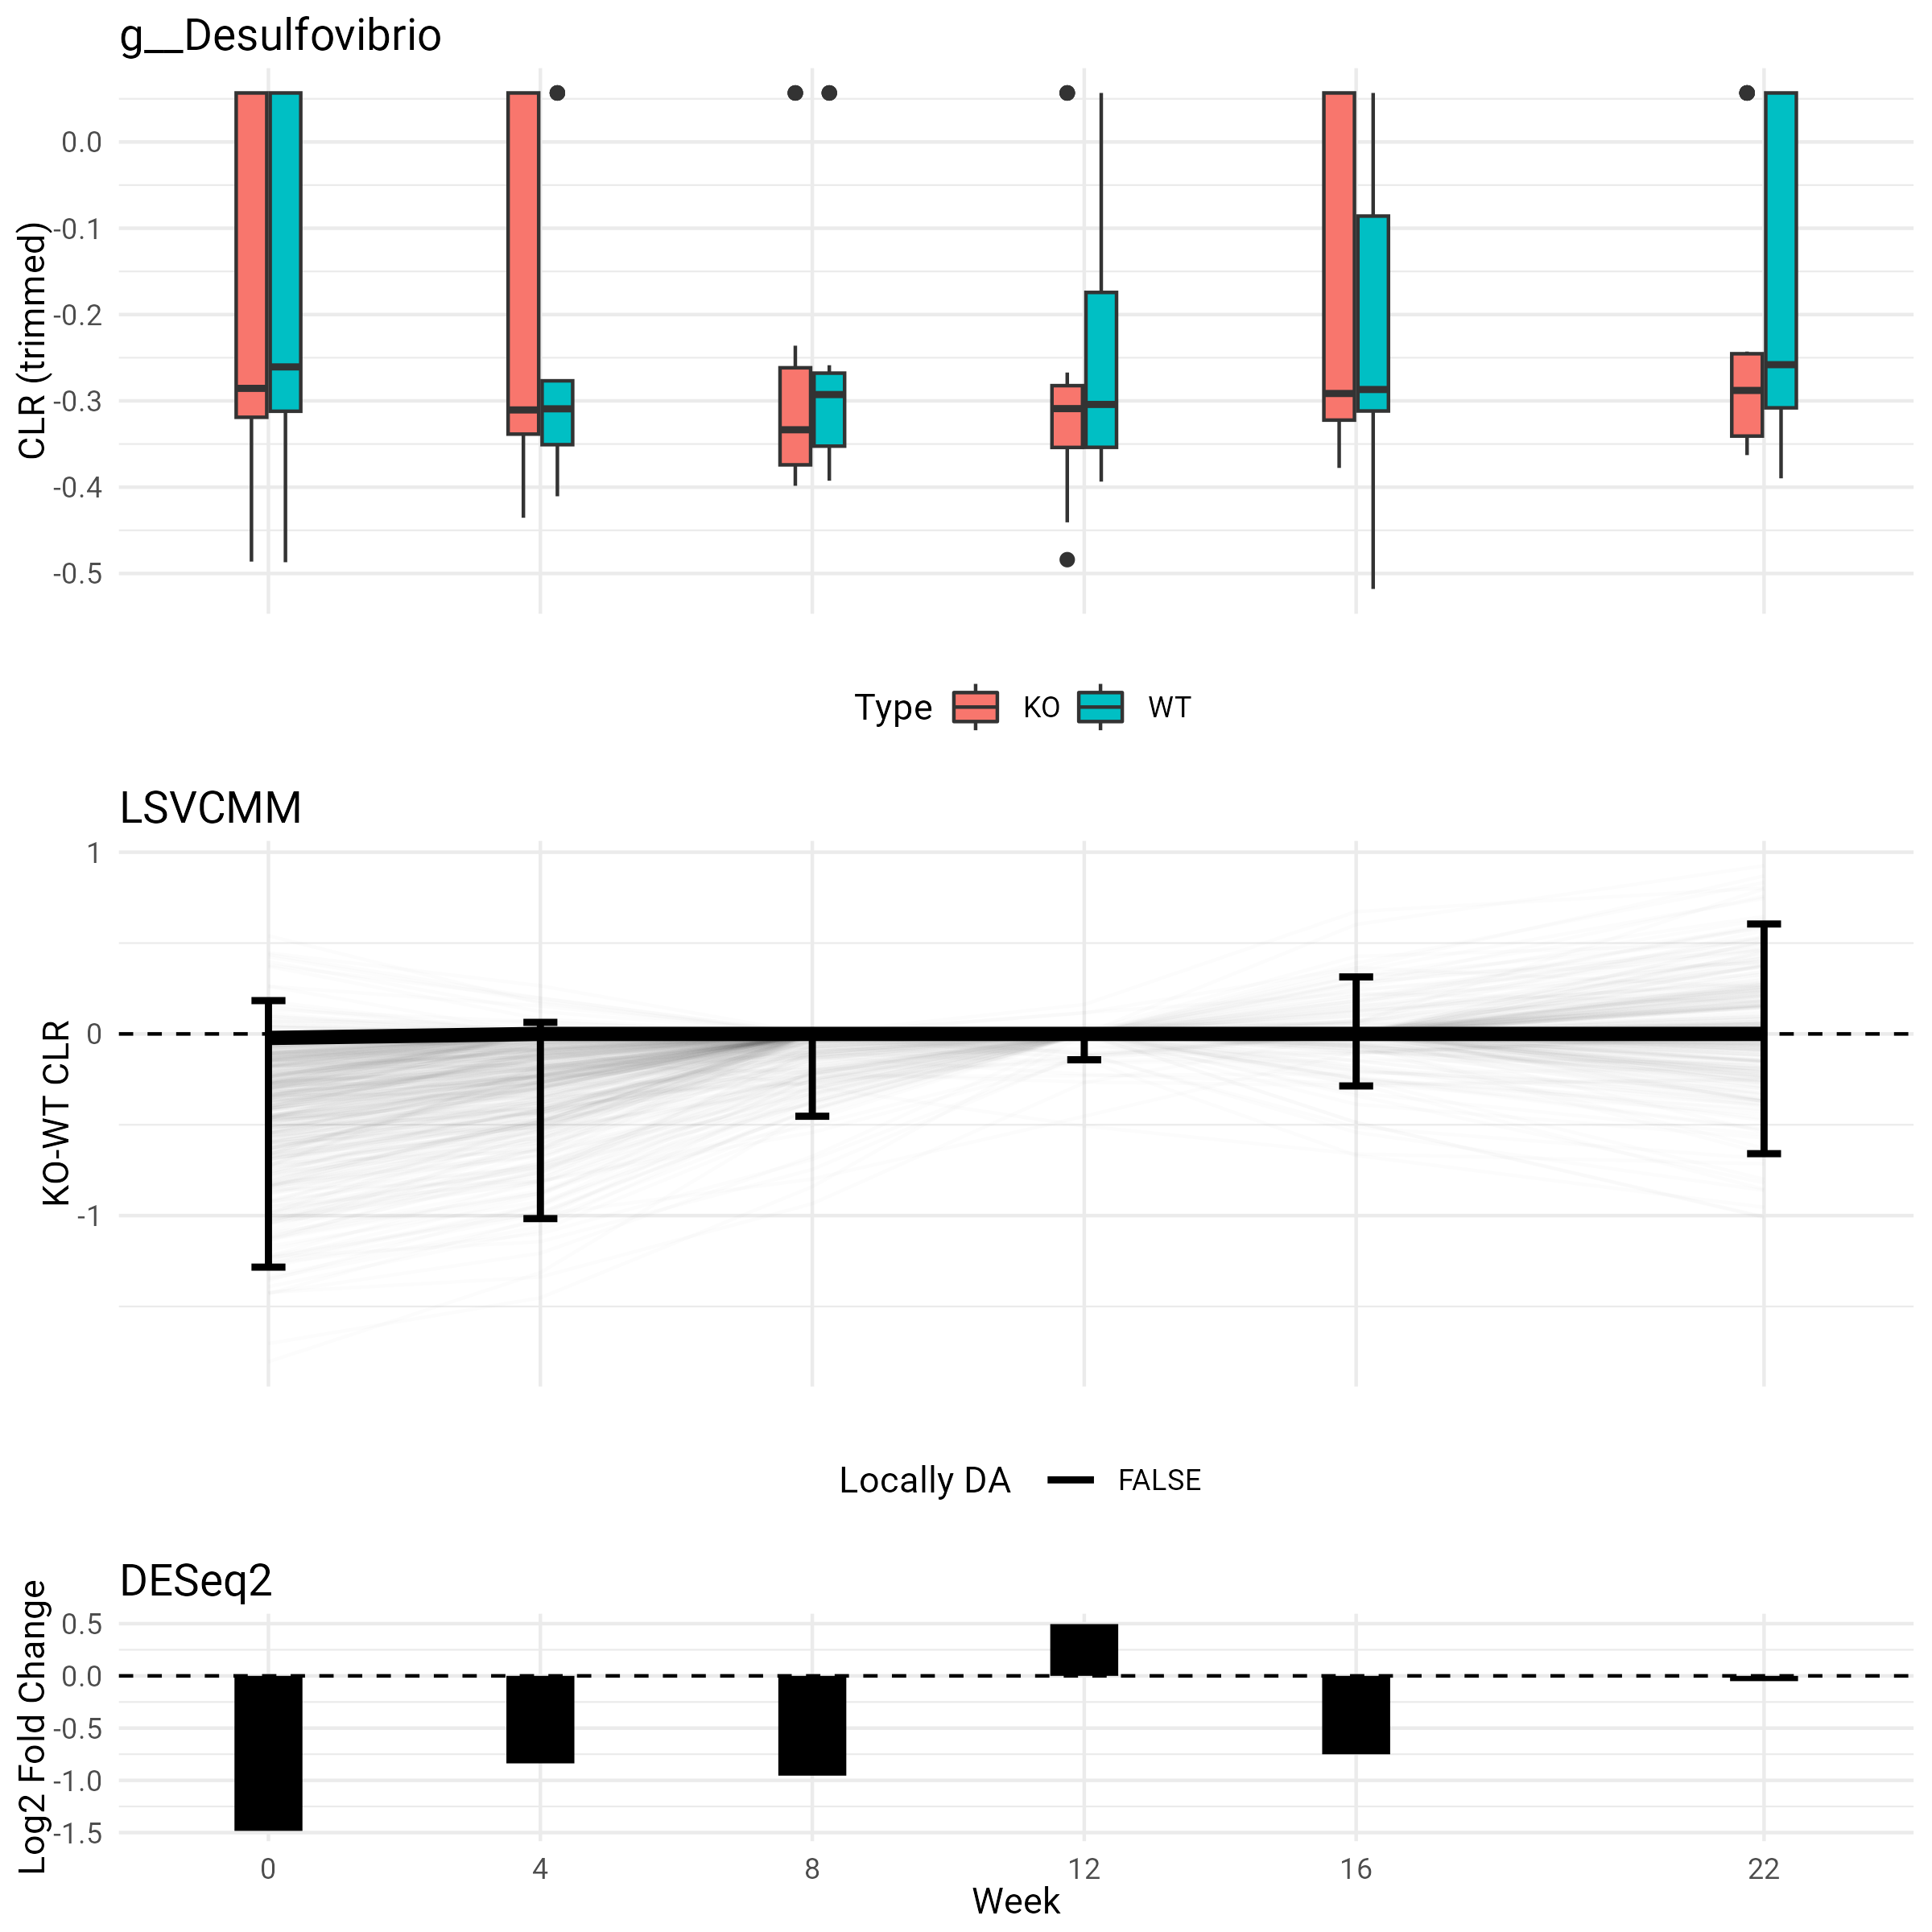 g__Desulfovibrio
CLR (trimmed)
0.0
-0.1
-0.2
-0.3
-0.4
-0.5
Type KO WT
LSVCMM
KO-WT CLR
1
0
-1
Locally DA FALSE
DESeq2
Log2 Fold Change
0.5
0.0
-0.5
-1.0
-1.5
0 4 8 12 16 22
Week